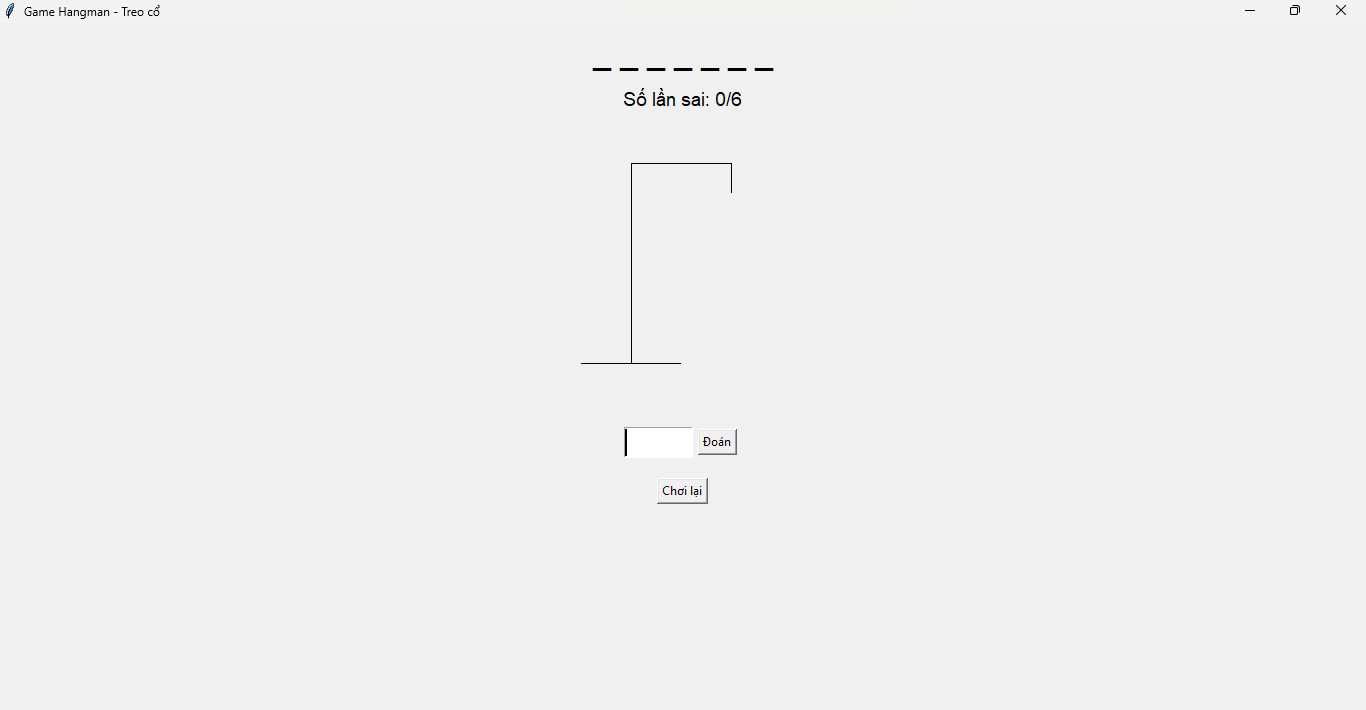 Game Hangman - Treo cổ
_ _ _ _ _ _ _
Số lần sai: 0/6
Đoán
Chơi lại